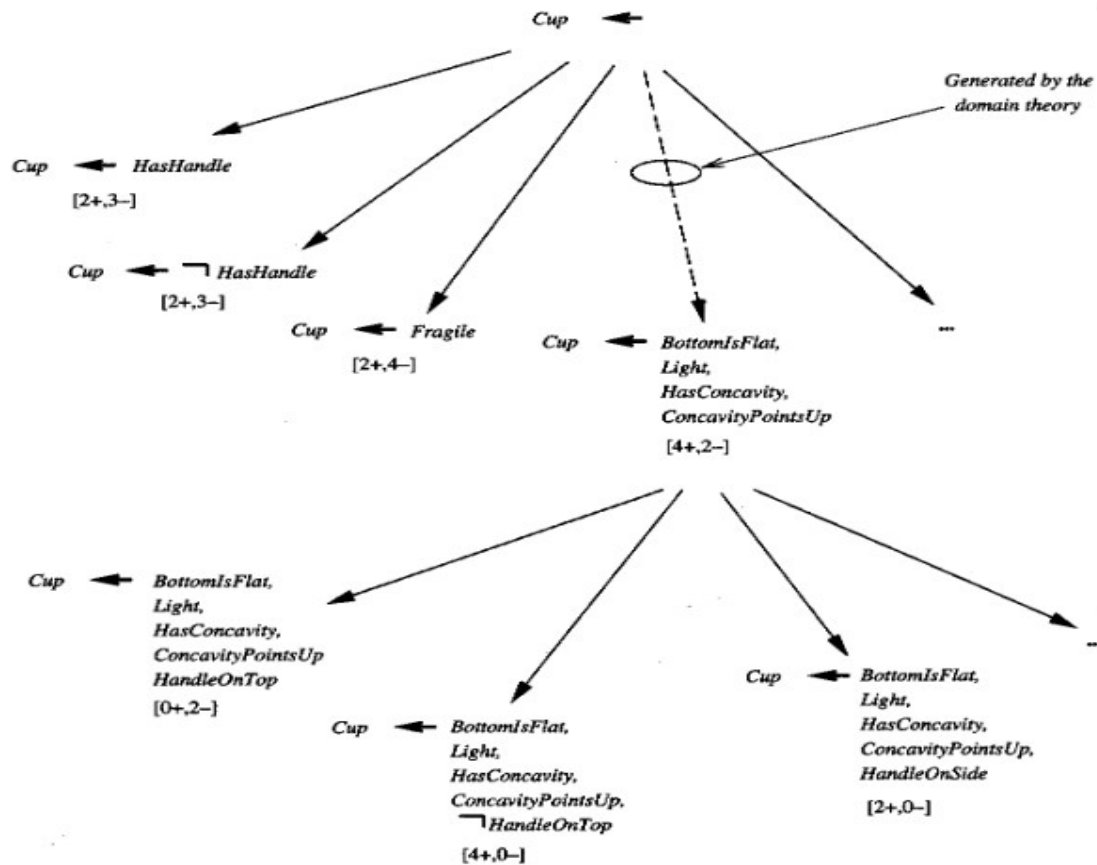 Cup ←
Generated by the
domain theory
Cup ← HasHandle
[2+,3–]
Cup ← ¬HasHandle
[2+,3–]
Cup ← Fragile
[2+,4–]
...
Cup ← BottomIsFlat,
Light,
HasConcavity,
ConcavityPointsUp
[4+,2–]
Cup ← BottomIsFlat,
Light,
HasConcavity,
ConcavityPointsUp
HandleOnTop
[0+,2–]
Cup ← BottomIsFlat,
Light,
HasConcavity,
ConcavityPointsUp,
¬HandleOnTop
[4+,0–]
Cup ← BottomIsFlat,
Light,
HasConcavity,
ConcavityPointsUp,
HandleOnSide
[2+,0–]
...